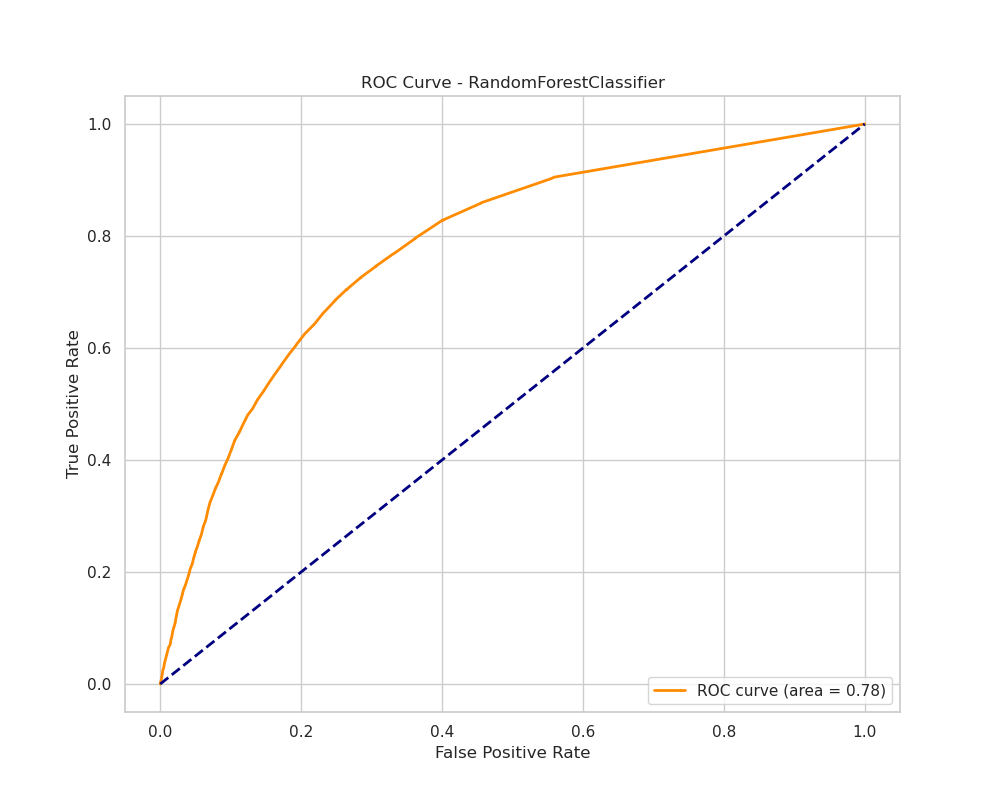 ROC Curve - RandomForestClassifier
True Positive Rate
1.0
0.8
0.6
0.4
0.2
0.0
ROC curve (area = 0.78)
0.0 0.2 0.4 0.6 0.8 1.0
False Positive Rate